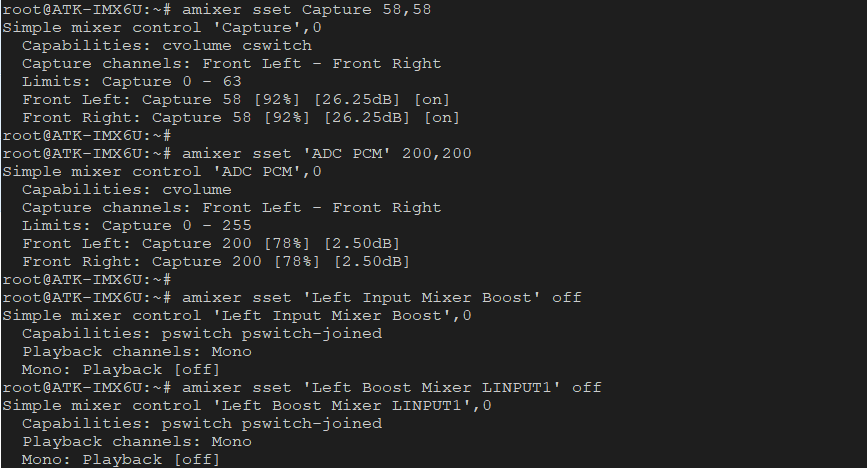 root@ATK-IMX6U:~# amixer sset Capture 58,58
Simple mixer control 'Capture',0
  Capabilities: cvolume cswitch
  Capture channels: Front Left - Front Right
  Limits: Capture 0 - 63
  Front Left: Capture 58 [92%] [26.25dB] [on]
  Front Right: Capture 58 [92%] [26.25dB] [on]
root@ATK-IMX6U:~#
root@ATK-IMX6U:~# amixer sset 'ADC PCM' 200,200
Simple mixer control 'ADC PCM',0
  Capabilities: cvolume
  Capture channels: Front Left - Front Right
  Limits: Capture 0 - 255
  Front Left: Capture 200 [78%] [2.50dB]
  Front Right: Capture 200 [78%] [2.50dB]
root@ATK-IMX6U:~#
root@ATK-IMX6U:~# amixer sset 'Left Input Mixer Boost' off
Simple mixer control 'Left Input Mixer Boost',0
  Capabilities: pswitch pswitch-joined
  Playback channels: Mono
  Mono: Playback [off]
root@ATK-IMX6U:~# amixer sset 'Left Boost Mixer LINPUT1' off
Simple mixer control 'Left Boost Mixer LINPUT1',0
  Capabilities: pswitch pswitch-joined
  Playback channels: Mono
  Mono: Playback [off]